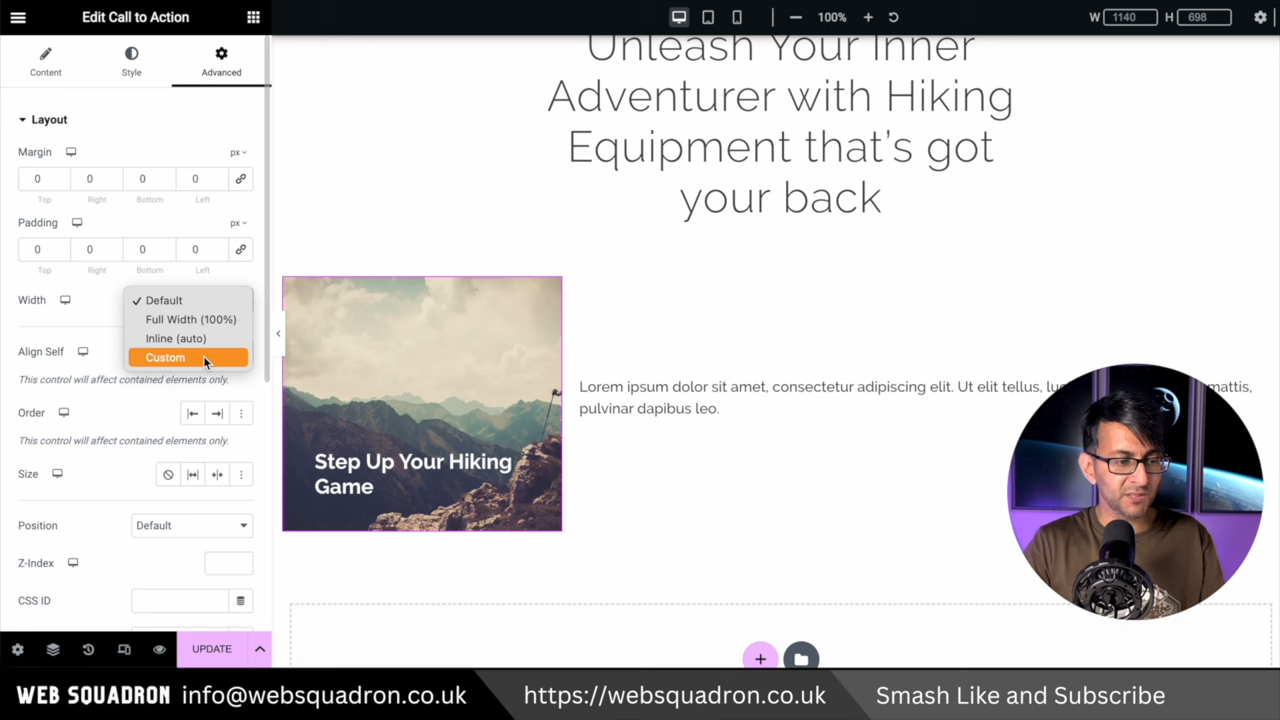 Edit Call to Action
100%
W 1140 H 698
Content Style Advanced
Layout
Margin px
0 0 0 0
Top Right Bottom Left
Padding px
0 0 0 0
Top Right Bottom Left
Width
Default
Full Width (100%)
Inline (auto)
Custom
Align Self
This control will affect contained elements only.
Order
This control will affect contained elements only.
Size
Position Default
Z-Index
CSS ID
UPDATE
Unleash Your Inner
Adventurer with Hiking
Equipment that’s got
your back
Step Up Your Hiking
Game
Lorem ipsum dolor sit amet, consectetur adipiscing elit. Ut elit tellus, mattis,
pulvinar dapibus leo.
WEB SQUADRON info@websquadron.co.uk https://websquadron.co.uk Smash Like and Subscribe